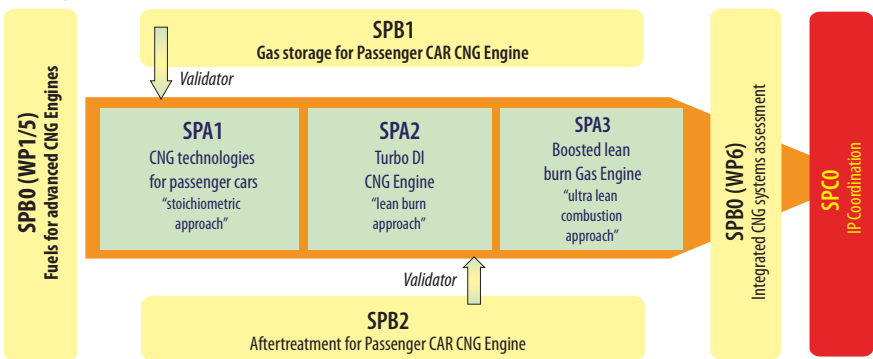 SPB0 (WP1/5)
Fuels for advanced CNG Engines
SPB1
Gas storage for Passenger CAR CNG Engine
Validator
SPA1
CNG technologies
for passenger cars
“stoichiometric
approach”
SPA2
Turbo DI
CNG Engine
“lean burn
approach”
SPA3
Boosted lean
burn Gas Engine
“ultra lean
combustion
approach”
Validator
SPB2
Aftertreatment for Passenger CAR CNG Engine
SPB0 (WP6)
Integrated CNG systems assessment
SPC0
IP Coordination